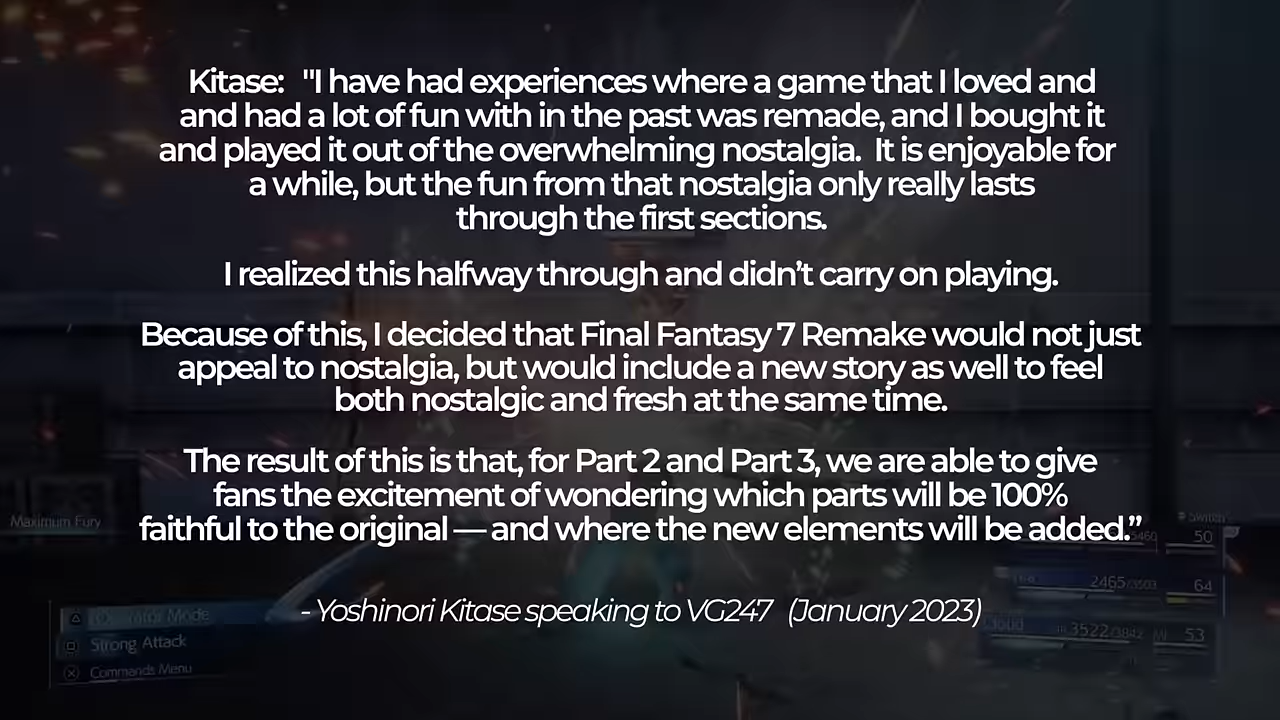 Kitase: "I have had experiences where a game that I loved and
and had a lot of fun with in the past was remade, and I bought it
and played it out of the overwhelming nostalgia. It is enjoyable for
a while, but the fun from that nostalgia only really lasts
through the first sections.
I realized this halfway through and didn't carry on playing.
Because of this, I decided that Final Fantasy 7 Remake would not just
appeal to nostalgia, but would include a new story as well to feel
both nostalgic and fresh at the same time.
The result of this is that, for Part 2 and Part 3, we are able to give
fans the excitement of wondering which parts will be 100%
faithful to the original — and where the new elements will be added.”
- Yoshinori Kitase speaking to VG247 (January 2023)
Maximum Fury
Switch
50
2465/3503 64
Cloud 3522/3842 53
Mode
Strong Attack
Commands Menu